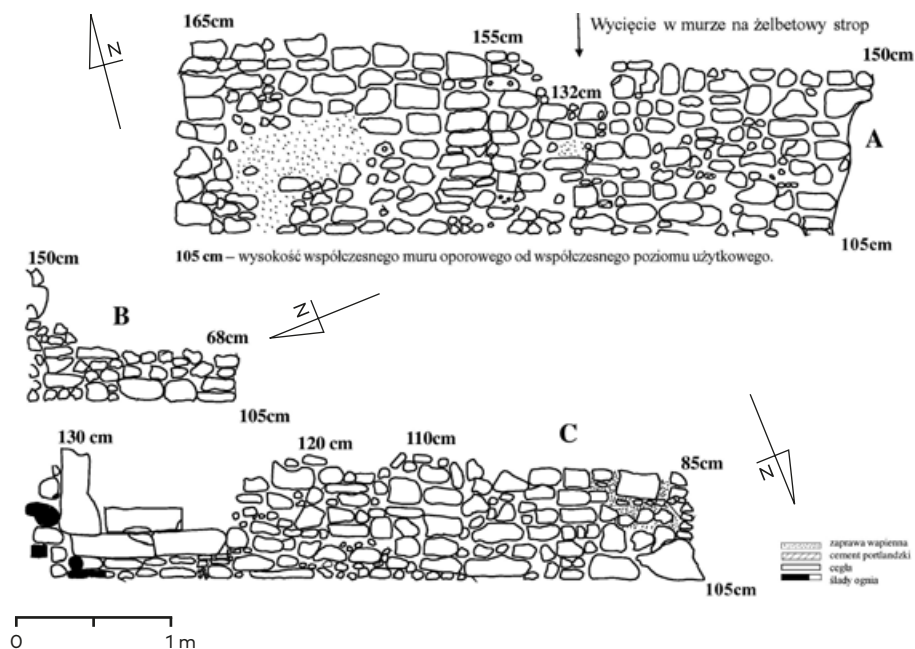 165cm
155cm
Wycięcie w murze na żelbetowy strop
132cm
150cm
N
A
105cm
105 cm – wysokość współczesnego muru oporowego od współczesnego poziomu użytkowego.
150cm
B
68cm
N
105cm
130 cm
120 cm
110cm
C
85cm
N
zaprawa wapienna
cement portlandzki
cegła
ślady ognia
105cm
0 1 m